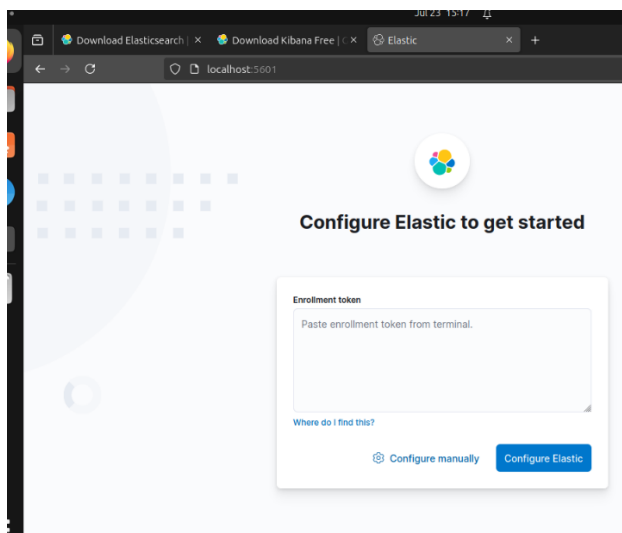 Jul 23 15:17
Download Elasticsearch | × Download Kibana Free | × Elastic × +
localhost:5601
Configure Elastic to get started
Enrollment token
Paste enrollment token from terminal.
Where do I find this?
Configure manually Configure Elastic